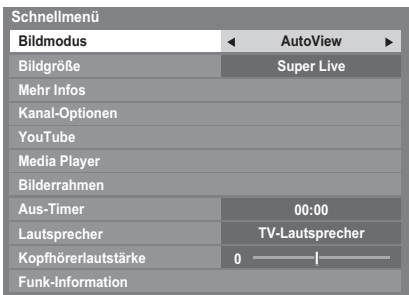 Schnellmenü
Bildmodus ◀ AutoView ▶
Bildgröße Super Live
Mehr Infos
Kanal-Optionen
YouTube
Media Player
Bilderrahmen
Aus-Timer 00:00
Lautsprecher TV-Lautsprecher
Kopfhörerlautstärke 0
Funk-Information